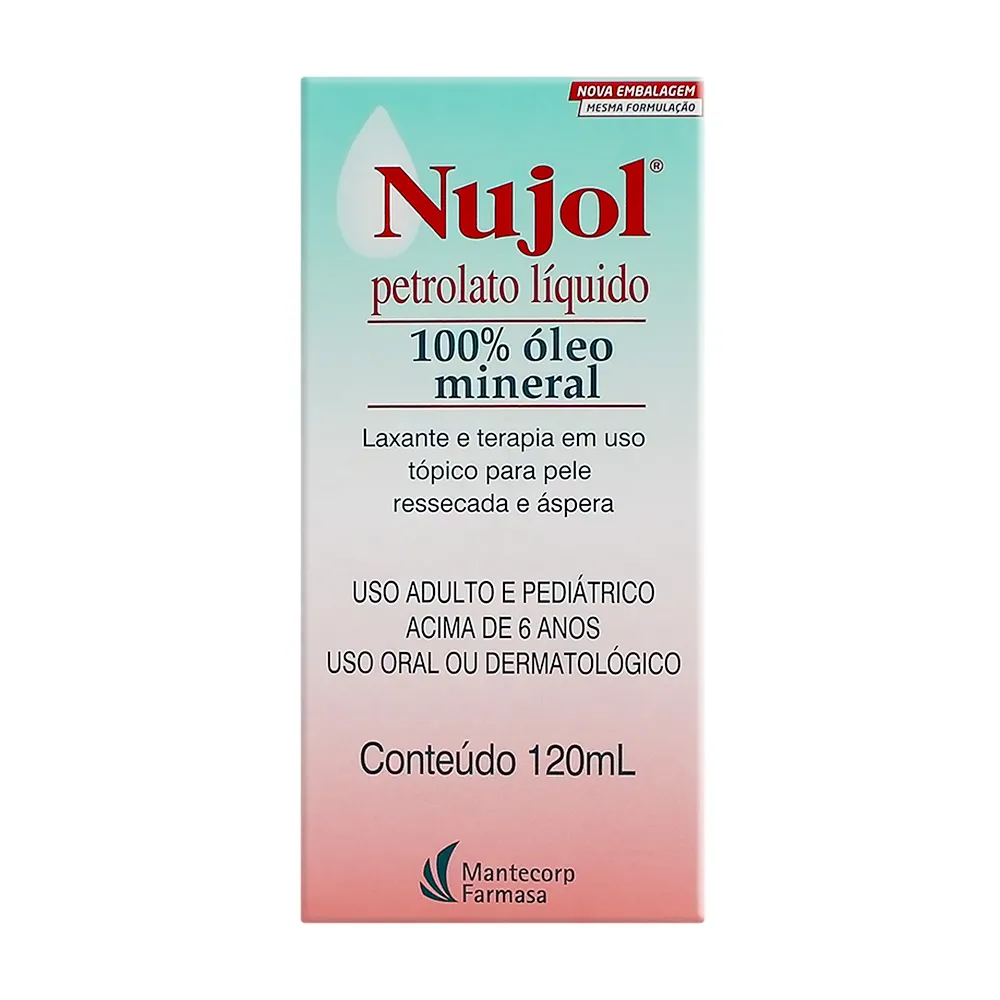 NOVA EMBALAGEM
MESMA FORMULAÇÃO
Nujol®
petrolato líquido
100% óleo
mineral
Laxante e terapia em uso
tópico para pele
ressecada e áspera
USO ADULTO E PEDIÁTRICO
ACIMA DE 6 ANOS
USO ORAL OU DERMATOLÓGICO
Conteúdo 120mL
Mantecorp
Farmasa